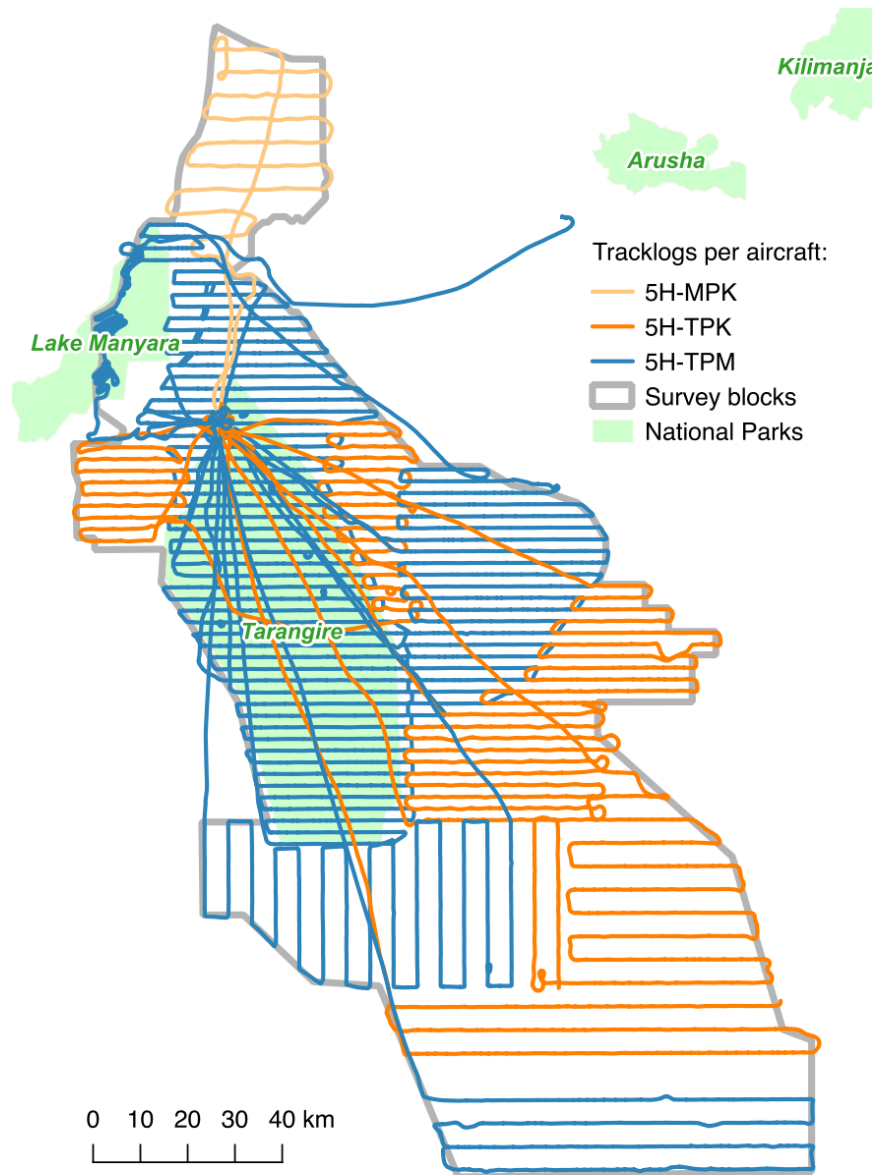 Kilimanja
Arusha
Tracklogs per aircraft:
5H-MPK
5H-TPK
5H-TPM
Survey blocks
National Parks
Lake Manyara
Tarangire
0 10 20 30 40 km